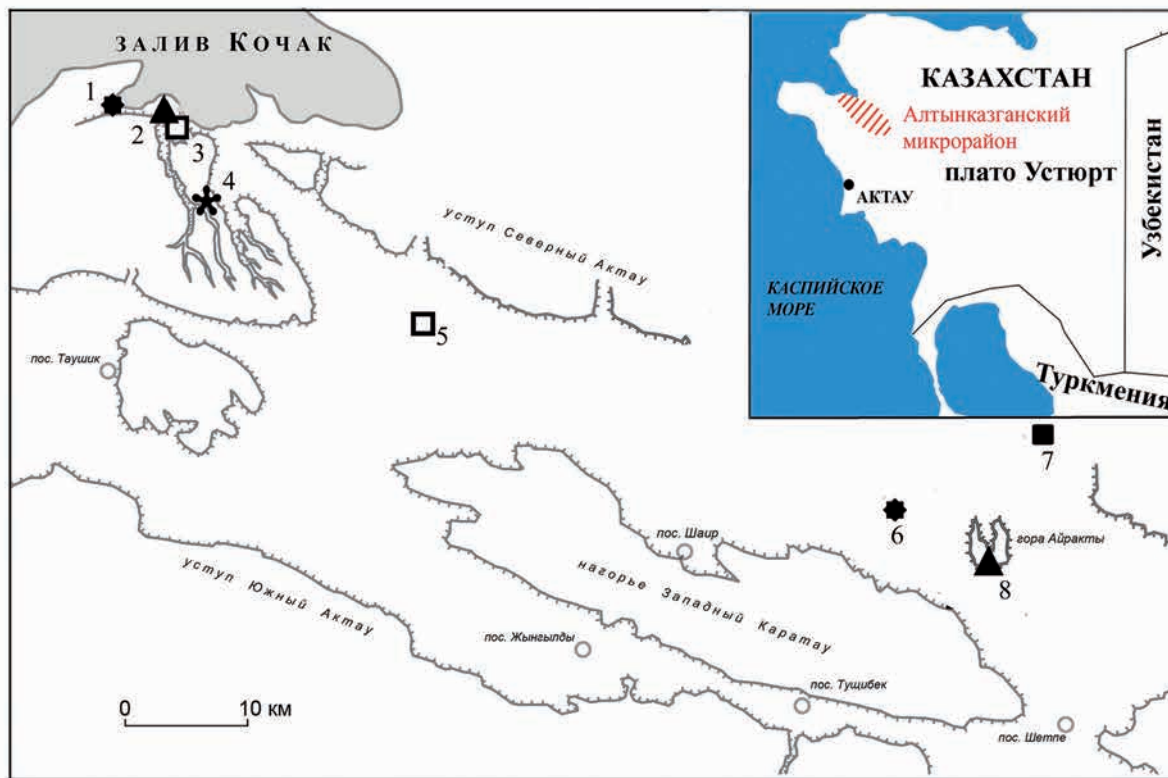 залив Кочак
1
2
3
4
уступ Северный Актау
5
пос. Таушик
КАЗАХСТАН
Алтынказганский
микрорайон
плато Устюрт
АКТАУ
Узбекистан
КАСПИЙСКОЕ
МОРЕ
Туркмения
7
6
гора Айракты
8
пос. Шаир
нагорье Западный Каратау
уступ Южный Актау
пос. Жынгылды
пос. Тущибек
пос. Шетпе
0 10 км